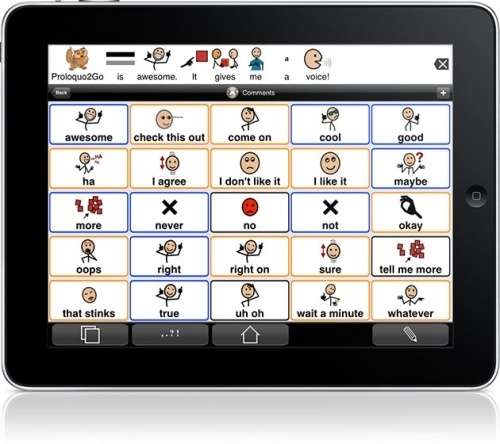 Proloquo2Go is awesome. It gives me a voice!
Back Comments +
awesome check this out come on cool good
ha I agree I don't like it I like it maybe
more never no not okay
oops right right on sure tell me more
that stinks true uh oh wait a minute whatever
,.?!